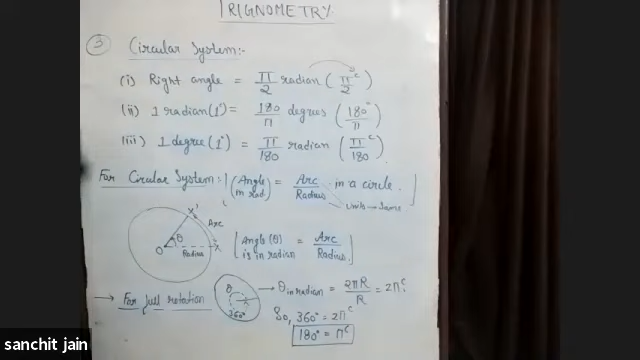 TRIGNOMETRY
③ Circular System:-
(i) Right angle = π/2 radian (π^c/2)
(ii) 1 radian (1^c) = 180/π degrees (180°/π)
(iii) 1 degree (1°) = π/180 radian (π^c/180).
For Circular System: (Angle in rad) = Arc/Radius in a circle.
Units → Same
X' Arc
θ
O Radius X
Angle (θ) is in radian = Arc/Radius.
→ For full rotation θ 360° → θ in radian = 2πR/R = 2π^c
So, 360° = 2π^c
180° = π^c
sanchit jain